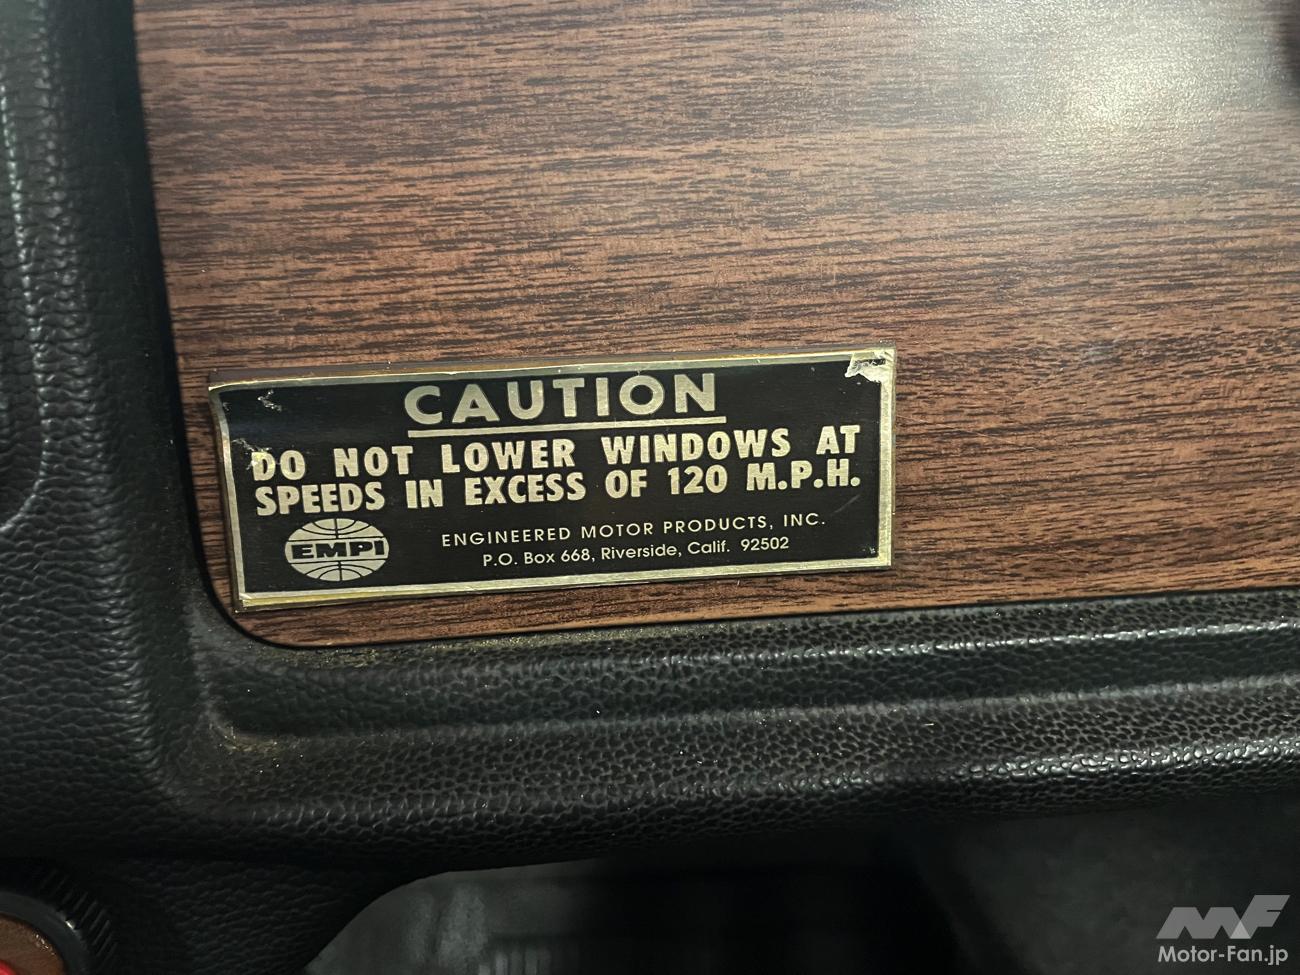 CAUTION
DO NOT LOWER WINDOWS AT
SPEEDS IN EXCESS OF 120 M.P.H.
EMPI
ENGINEERED MOTOR PRODUCTS, INC.
P.O. Box 668, Riverside, Calif. 92502
MF
Motor-Fan.jp